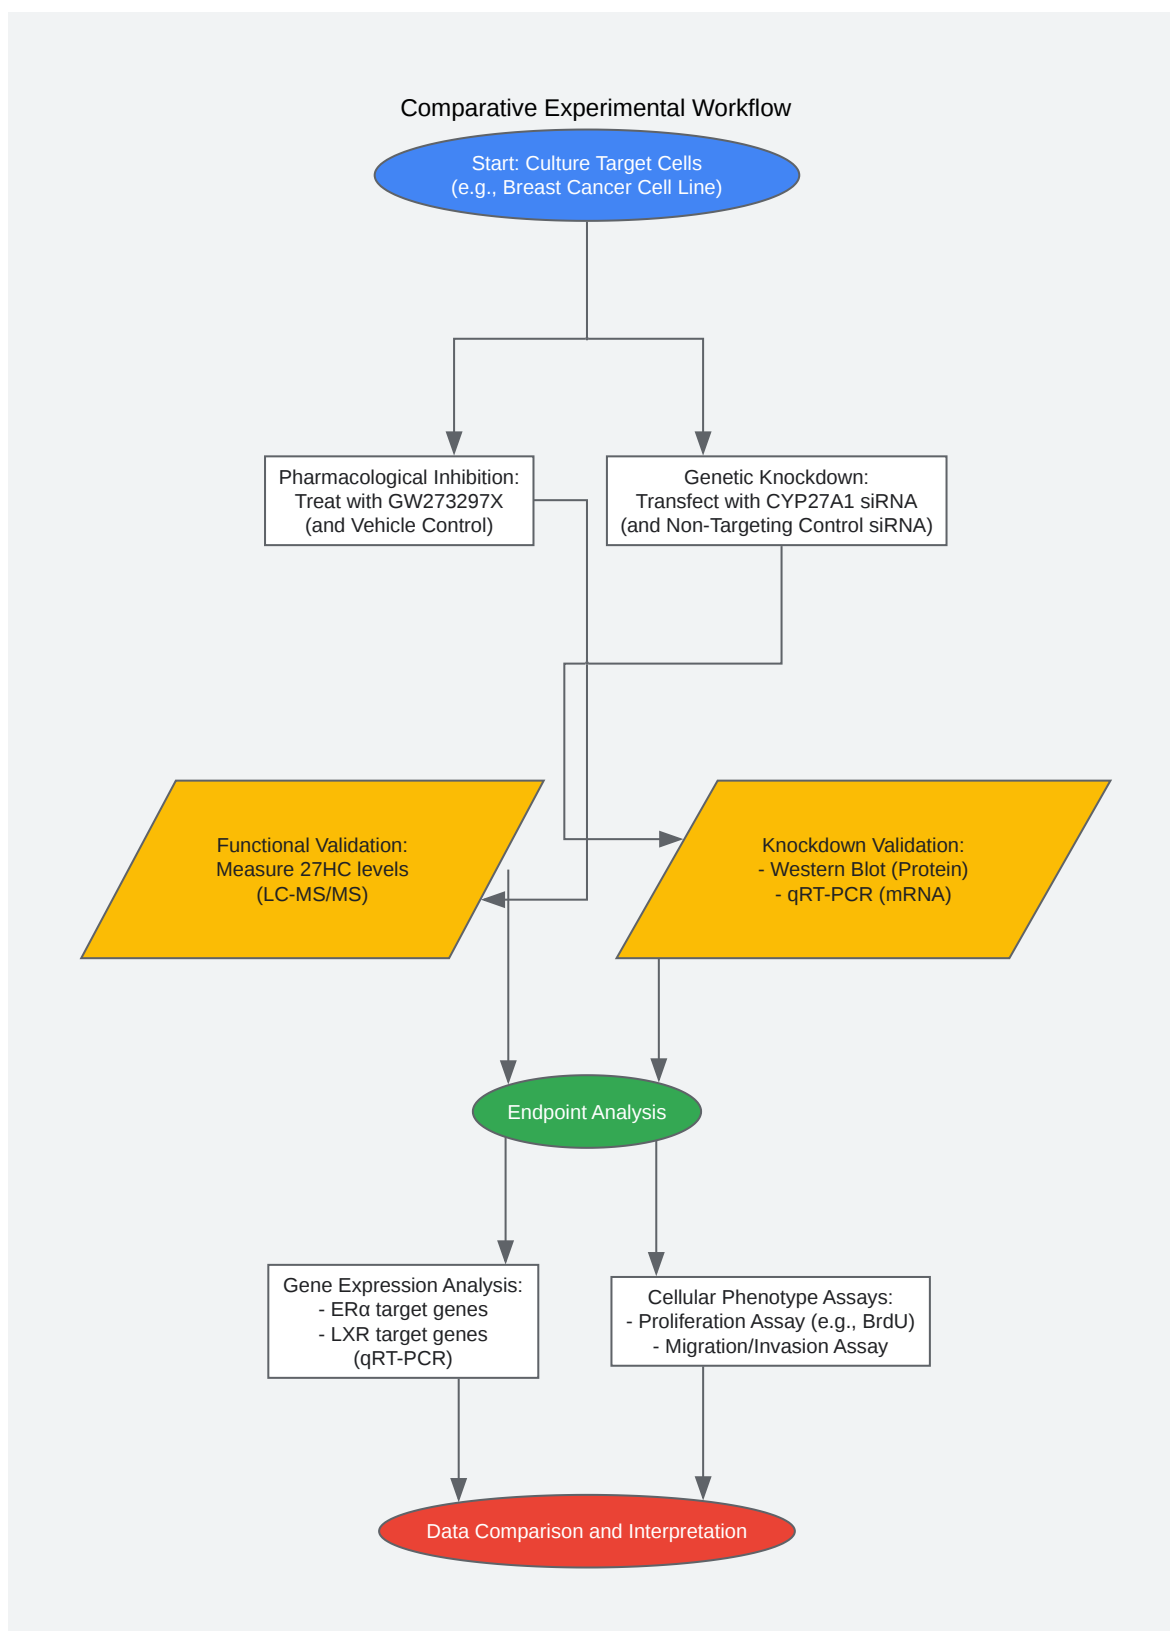 Comparative Experimental Workflow
Start: Culture Target Cells
(e.g., Breast Cancer Cell Line)
Pharmacological Inhibition:
Treat with GW273297X
(and Vehicle Control)
Genetic Knockdown:
Transfect with CYP27A1 siRNA
(and Non-Targeting Control siRNA)
Functional Validation:
Measure 27HC levels
(LC-MS/MS)
Knockdown Validation:
- Western Blot (Protein)
- qRT-PCR (mRNA)
Endpoint Analysis
Gene Expression Analysis:
- ERα target genes
- LXR target genes
(qRT-PCR)
Cellular Phenotype Assays:
- Proliferation Assay (e.g., BrdU)
- Migration/Invasion Assay
Data Comparison and Interpretation